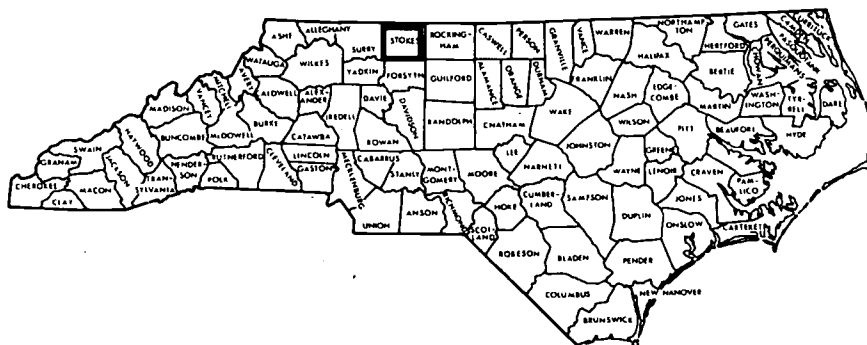 ASHE
ALLEGHANY
SURRY
STOKES
ROCKING-
HAM
CASWELL
PERSON
GRANVILLE
VANCE
WARREN
NORTHAMP
TON
GATES
HERTFORD
CURRITUCK
CAMDEN
PASQUOTANK
PERQUIMANS
CHOWAN
HALIFAX
BERTIE
WATAUGA
WILKES
YADKIN
FORSYTH
GUILFORD
ALAMANCE
ORANGE
DURHAM
FRANKLIN
NASH
EDGE-
COMBE
MARTIN
WASH-
INGTON
TYR-
RELL
DARE
MADISON
YANCEY
MITCHELL
AVERY
CALDWELL
ALEX-
ANDER
IREDELL
DAVIE
DAVIDSON
RANDOLPH
CHATHAM
WAKE
WILSON
PITT
BEAUFORT
HYDE
BUNCOMBE
McDOWELL
BURKE
CATAWBA
ROWAN
JOHNSTON
GREENE
SWAIN
HAYWOOD
GRAHAM
CHEROKEE
CLAY
MACON
JACKSON
TRAN-
SYLVANIA
HENDER-
SON
POLK
RUTHERFORD
CLEVELAND
LINCOLN
GASTON
MECKLENBURG
CABARRUS
STANLY
MONT-
GOMERY
MOORE
LEE
HARNETT
WAYNE
LENOIR
CRAVEN
PAM-
LICO
UNION
ANSON
RICHMOND
SCOT-
LAND
HOKE
CUMBER-
LAND
SAMPSON
DUPLIN
JONES
ONSLOW
CARTERET
ROBESON
BLADEN
PENDER
COLUMBUS
NEW HANOVER
BRUNSWICK